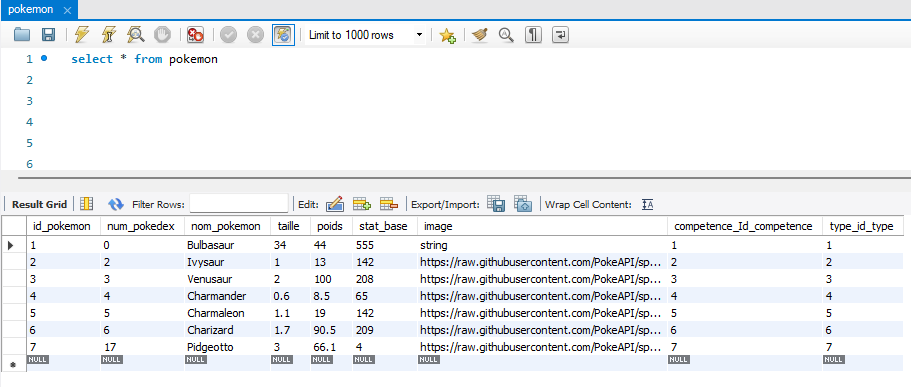 pokemon
Limit to 1000 rows
1 select * from pokemon
2
3
4
5
6
Result Grid Filter Rows: Edit: Export/Import: Wrap Cell Content:
id_pokemon num_pokedex nom_pokemon taille poids stat_base image competence_Id_competence type_id_type
1 0 Bulbasaur 34 44 555 string 1 1
2 2 Ivysaur 1 13 142 https://raw.githubusercontent.com/PokeAPI/sp... 2 2
3 3 Venusaur 2 100 208 https://raw.githubusercontent.com/PokeAPI/sp... 3 3
4 4 Charmander 0.6 8.5 65 https://raw.githubusercontent.com/PokeAPI/sp... 4 4
5 5 Charmaleon 1.1 19 142 https://raw.githubusercontent.com/PokeAPI/sp... 5 5
6 6 Charizard 1.7 90.5 209 https://raw.githubusercontent.com/PokeAPI/sp... 6 6
7 17 Pidgeotto 3 66.1 4 https://raw.githubusercontent.com/PokeAPI/sp... 7 7
NULL NULL NULL NULL NULL NULL NULL NULL NULL